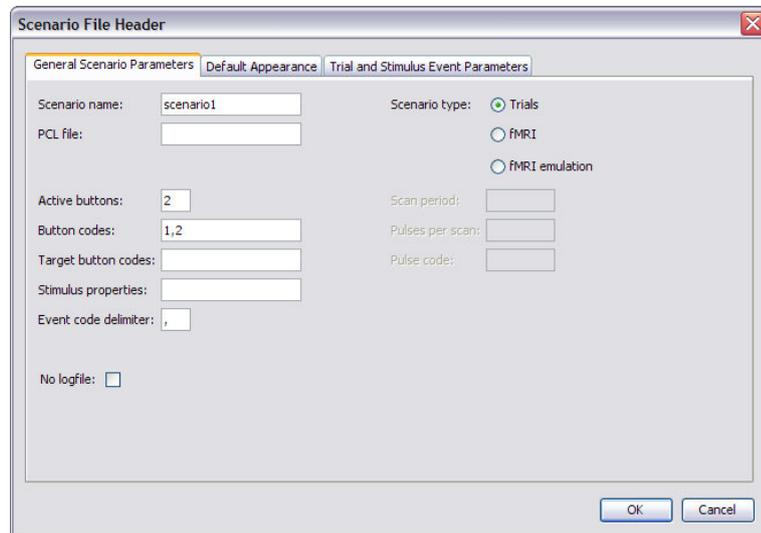 Scenario File Header
General Scenario Parameters Default Appearance Trial and Stimulus Event Parameters
Scenario name: scenario1 Scenario type: Trials
PCL file: fMRI
fMRI emulation
Active buttons: 2 Scan period:
Button codes: 1,2 Pulses per scan:
Target button codes: Pulse code:
Stimulus properties:
Event code delimiter: ,
No logfile:
OK Cancel